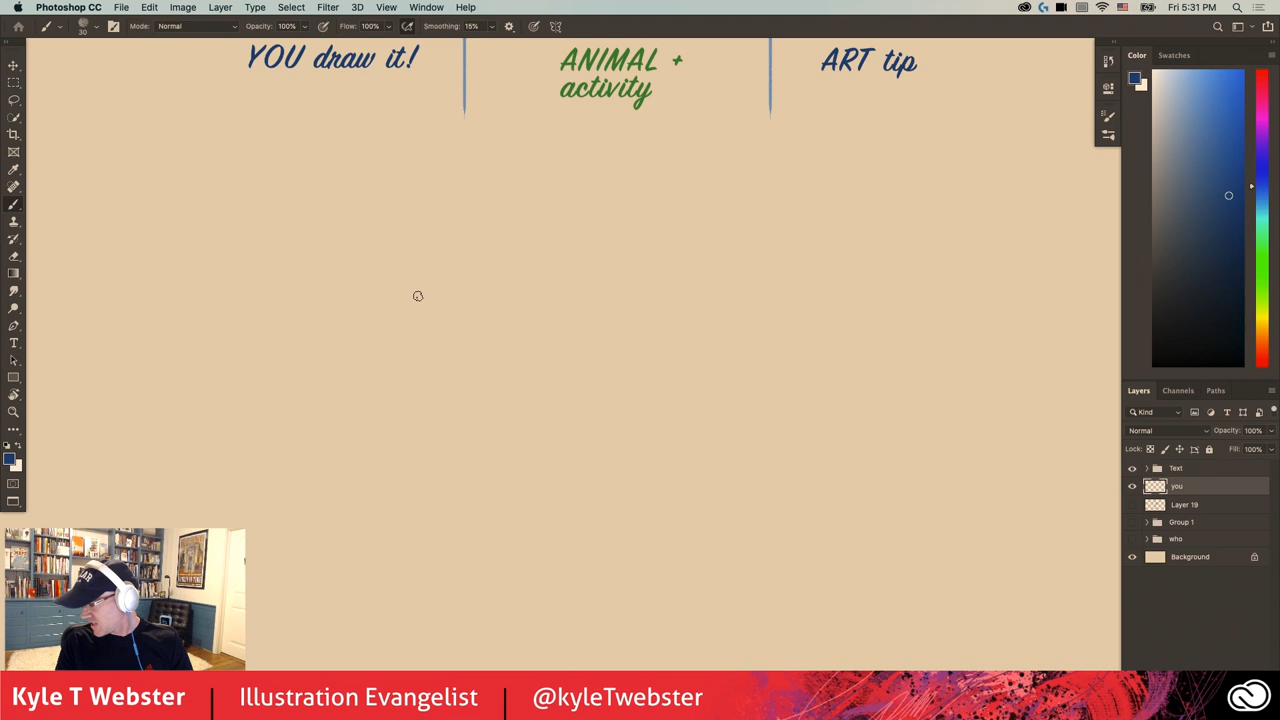 Photoshop CC File Edit Image Layer Type Select Filter 3D View Window Help Fri 5:31 PM
30 Mode: Normal Opacity: 100% Flow: 100% Smoothing: 15%
YOU draw it!
ANIMAL +
activity
ART tip
Color Swatches
Layers Channels Paths
Kind
Normal Opacity: 100%
Lock: Fill: 100%
Text
you
Layer 19
Group 1
who
Background
Kyle T Webster | Illustration Evangelist | @kyleTwebster